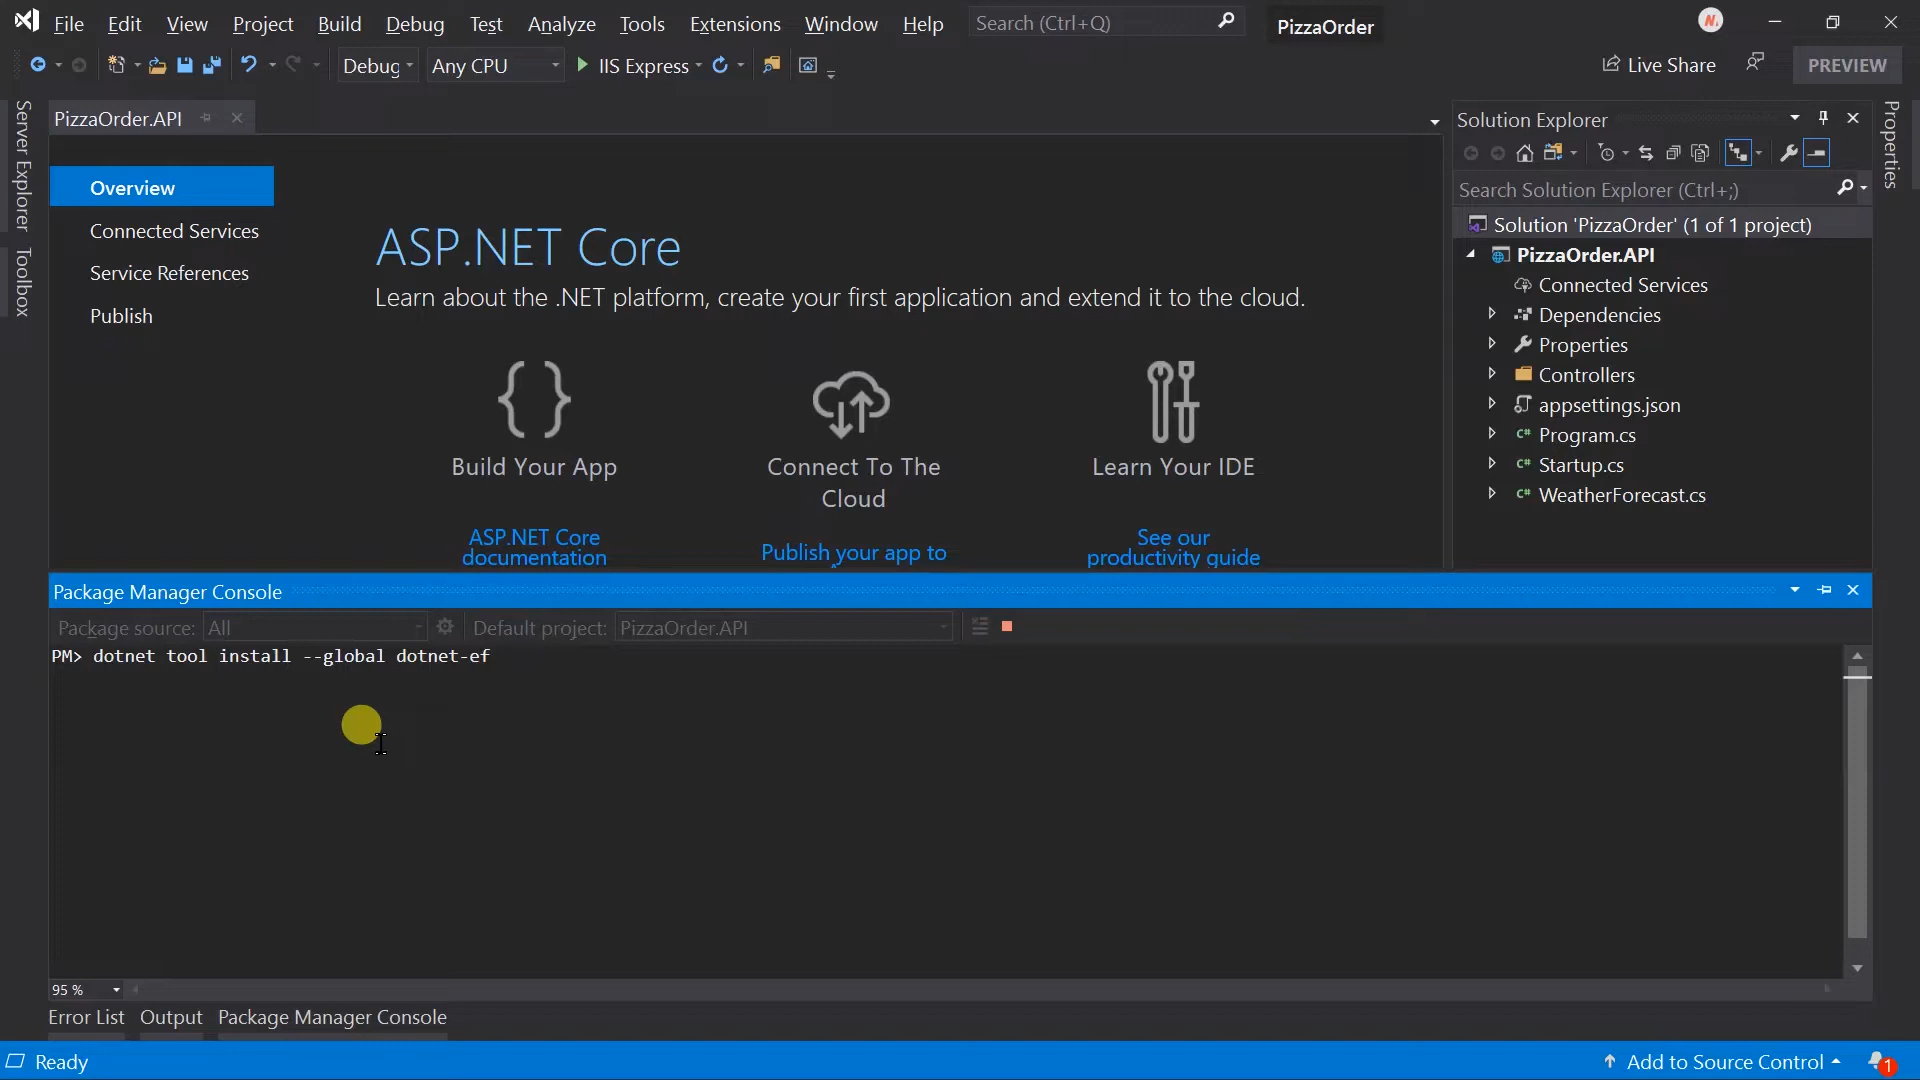 File Edit View Project Build Debug Test Analyze Tools Extensions Window Help Search (Ctrl+Q) PizzaOrder
Debug Any CPU IIS Express Live Share PREVIEW
Server Explorer
Toolbox
PizzaOrder.API
Overview
Connected Services
Service References
Publish
ASP.NET Core
Learn about the .NET platform, create your first application and extend it to the cloud.
Build Your App
Connect To The
Cloud
Learn Your IDE
ASP.NET Core
documentation
Publish your app to
See our
productivity guide
Solution Explorer
Search Solution Explorer (Ctrl+;)
Solution 'PizzaOrder' (1 of 1 project)
PizzaOrder.API
Connected Services
Dependencies
Properties
Controllers
appsettings.json
C# Program.cs
C# Startup.cs
C# WeatherForecast.cs
Properties
Package Manager Console
Package source: All Default project: PizzaOrder.API
PM> dotnet tool install --global dotnet-ef
95 %
Error List Output Package Manager Console
Ready Add to Source Control 1